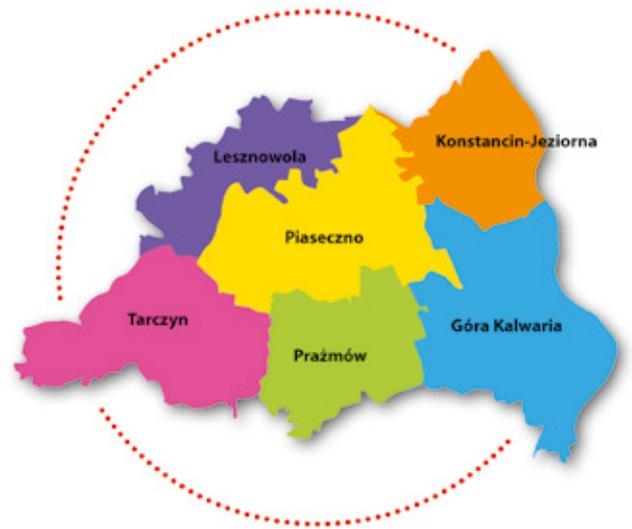 Konstancin-Jeziorna
Lesznowola
Piaseczno
Tarczyn
Góra Kalwaria
Prażmów